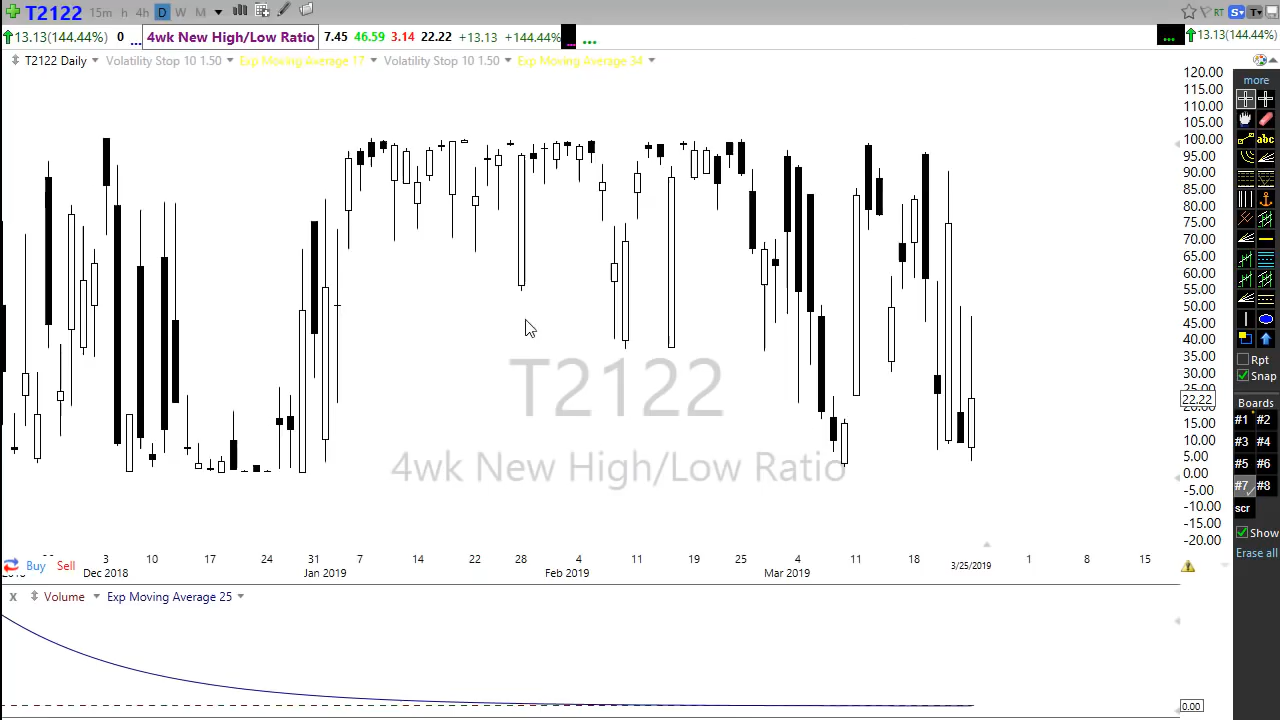 T2122 15m h 4h D W M RT S T
13.13(144.44%) 0 ... 4wk New High/Low Ratio 7.45 46.59 3.14 22.22 +13.13 +144.44% ... ... ... 13.13(144.44%)
T2122 Daily Volatility Stop 10 1.50 Exp Moving Average 17 Volatility Stop 10 1.50 Exp Moving Average 34
120.00
more
115.00
110.00
105.00
100.00
abc
95.00
90.00
85.00
80.00
75.00
70.00
65.00
60.00
55.00
50.00
45.00
40.00
35.00
Rpt
30.00
Snap
25.00
22.22
T2122
Boards
#1 #2
15.00
10.00
#3 #4
5.00
#5 #6
4wk New High/Low Ratio
0.00
-5.00
#7 #8
-10.00
scr
-15.00
Show
-20.00
Erase all
3 10 17 24 31 7 14 22 28 4 11 19 25 4 11 18 3/25/2019 1 8 15
Buy Sell
Dec 2018 Jan 2019 Feb 2019 Mar 2019
x Volume Exp Moving Average 25
0.00